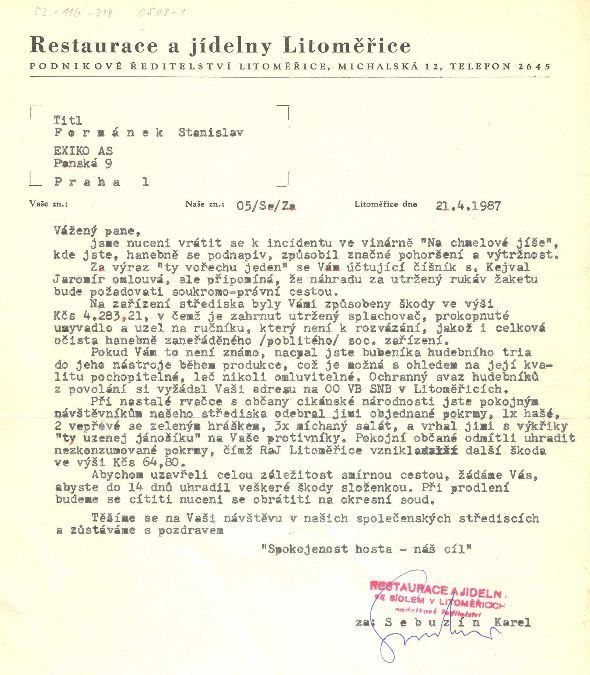 52 - 116 - 218 0508-1
Restaurace a jídelny Litoměřice
PODNIKOVÉ ŘEDITELSTVÍ LITOMĚŘICE, MICHALSKÁ 12, TELEFON 2645
Titl
F o r m á n e k Stanislav
EXIKO AS
Panská 9
P r a h a 1
Vaše zn.: Naše zn.: 05/Se/Za Litoměřice dne 21.4.1987
Vážený pane,
jsme nuceni vrátit se k incidentu ve vinárně "Na chmelové jíše",
kde jste, hanebně se podnapiv, způsobil značné pohoršení a výtržnost.
Za výraz "ty vořechu jeden" se Vám účtující číšník s. Kejval
Jaromír omlouvá, ale připomíná, že náhradu za utržený rukáv žaketu
bude požadovati soukromo-právní cestou.
Na zařízení střediska byly Vámi způsobeny škody ve výši
Kčs 4.283,21, v čemž je zahrnut utržený splachovač, prokopnuté
umyvadlo a uzel na ručníku, který není k rozvázání, jakož i celková
očista hanebně zaneřáděného /poblitého/ soc. zařízení.
Pokud Vám to není známo, nacpal jste bubeníka hudebního tria
do jeho nástroje během produkce, což je možná s ohledem na její kva-
litu pochopitelné, leč nikoli omluvitelné. Ochranný svaz hudebníků
z povolání si vyžádal Vaši adresu na OO VB SNB v Litoměřicích.
Při nastalé rvačce s občany cikánské národnosti jste pokojným
návštěvníkům našeho střediska odebral jimi objednané pokrmy, 1x hašé,
2 vepřové se zeleným hráškem, 3x míchaný salát, a vrhal jimi s výkřiky
"ty uzenej jánošíku" na Vaše protivníky. Pokojní občané odmítli uhradit
nezkonzumované pokrmy, čímž RaJ Litoměřice vznikla další škoda
ve výši Kčs 64,80.
Abychom uzavřeli celou záležitost smírnou cestou, žádáme Vás,
abyste do 14 dnů uhradil veškeré škody složenkou. Při prodlení
budeme se cítiti nuceni se obrátiti na okresní soud.
Těšíme se na Vaši návštěvu v našich společenských střediscích
a zůstáváme s pozdravem
"Spokojenost hosta - náš cíl"
RESTAURACE A JÍDELN.
SE SÍDLEM V LITOMĚŘICÍCH
podnikové ředitelství
za: S e b u z í n Karel